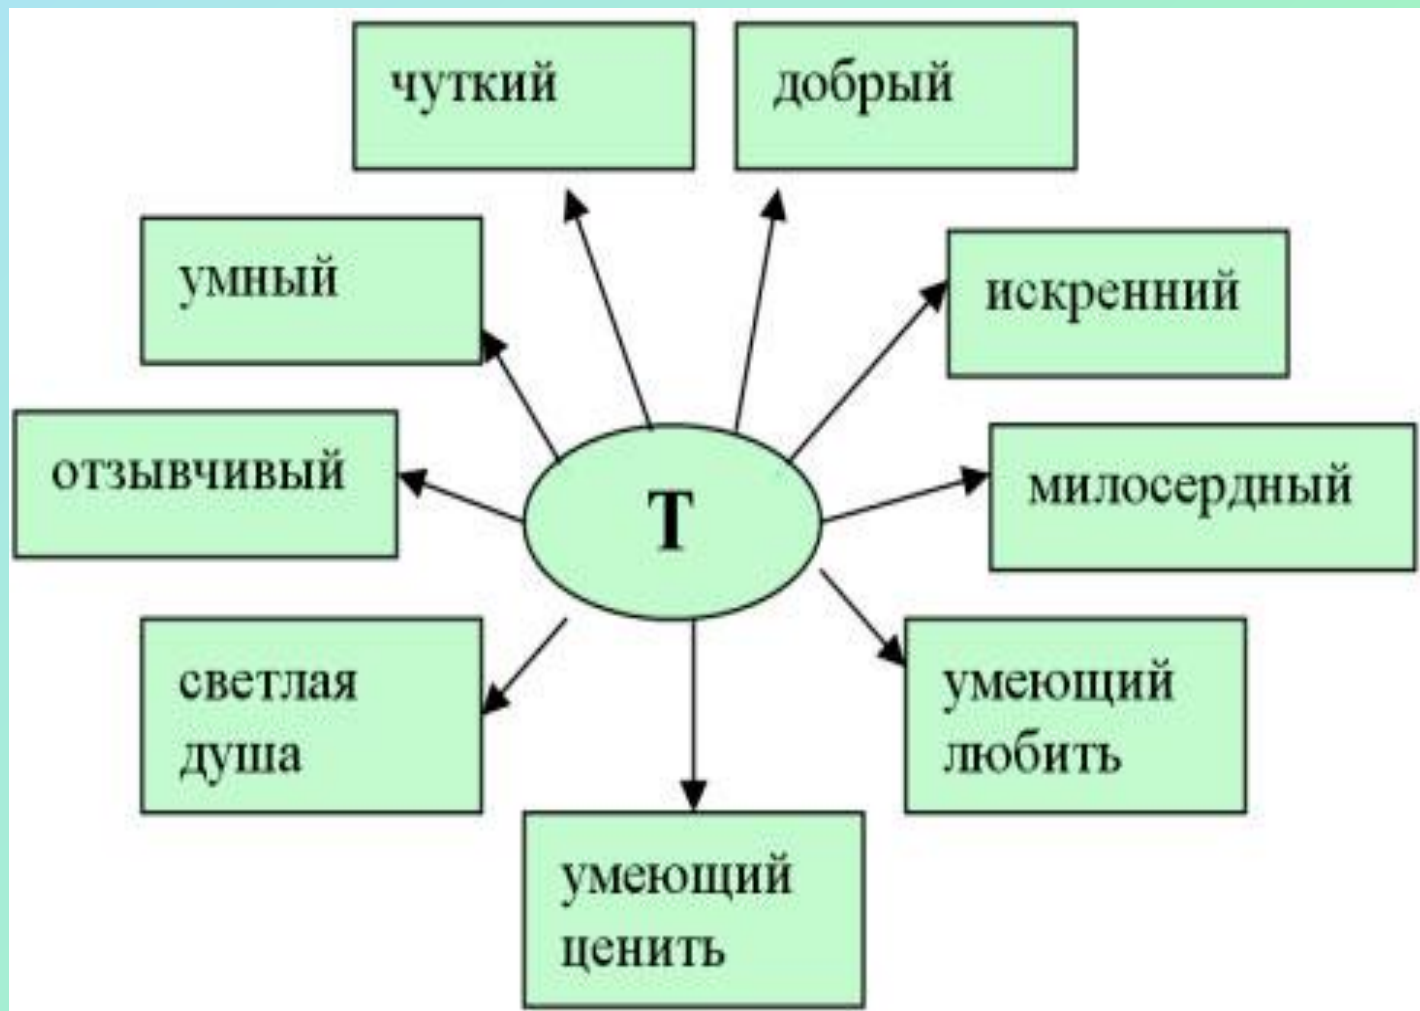 чуткий
добрый
умный
искренний
отзывчивый
Т
милосердный
светлая
душа
умеющий
любить
умеющий
ценить